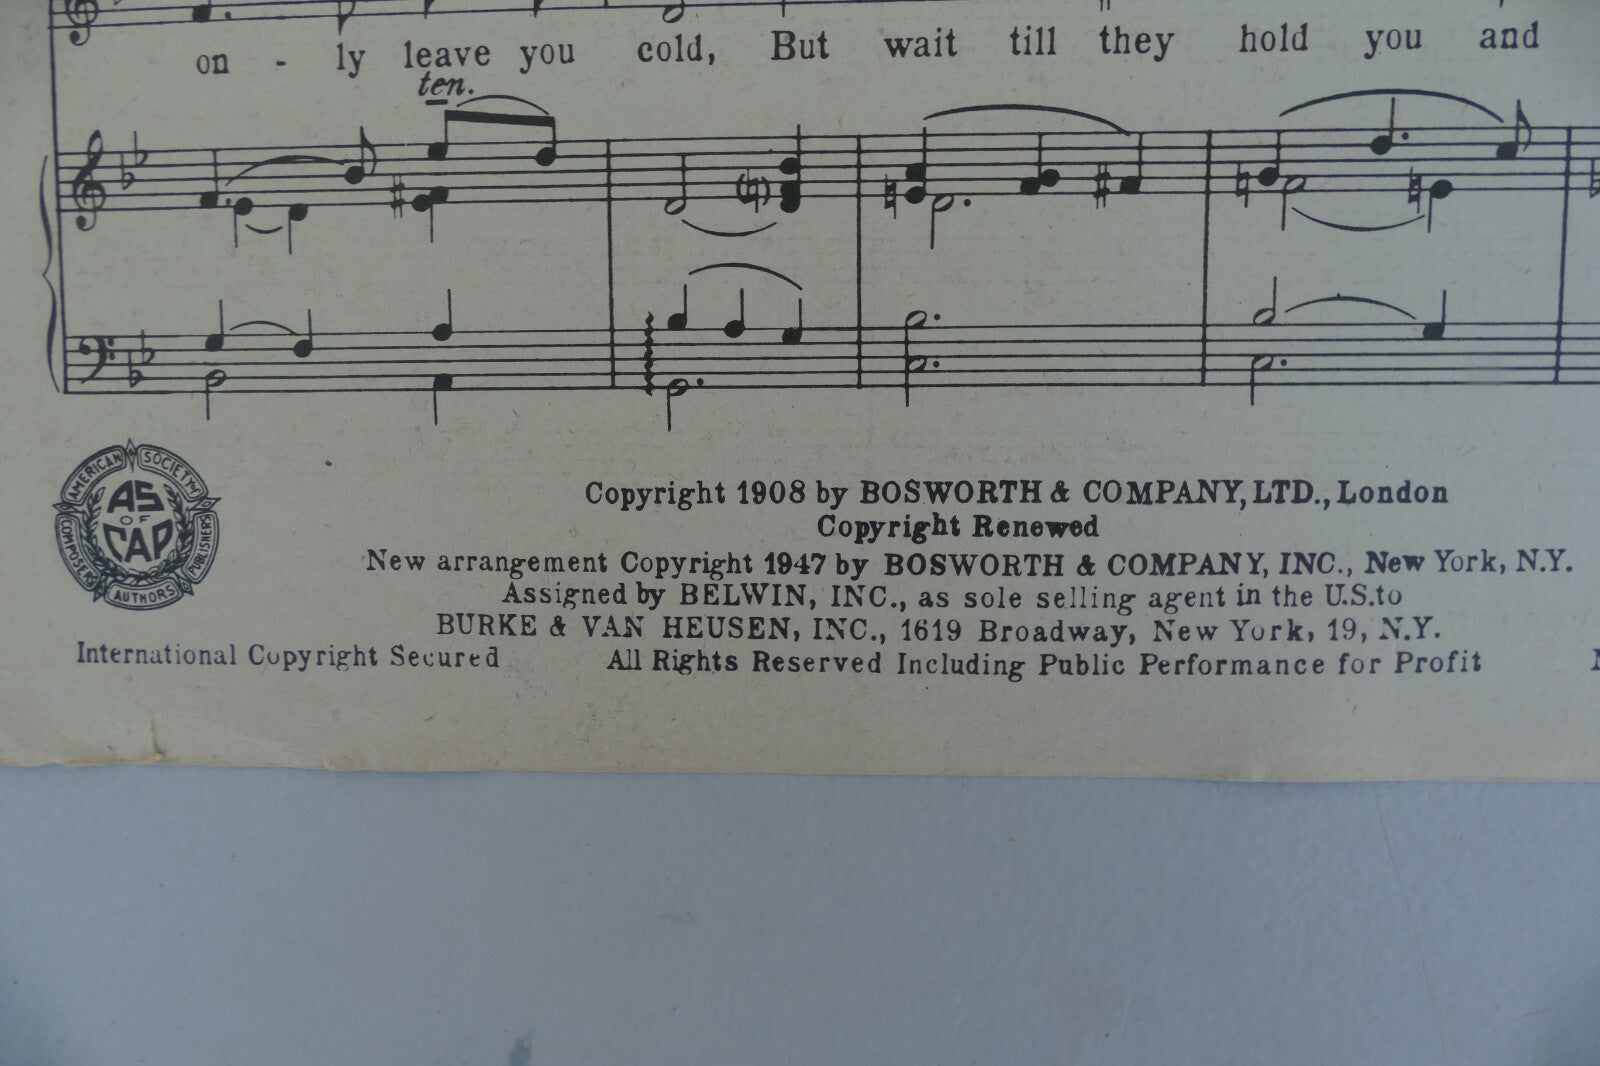 on - ly leave you cold, But wait till they hold you and
ten.
AMERICAN SOCIETY of
AS
OF
CAP
COMPOSERS AUTHORS PUBLISHERS
Copyright 1908 by BOSWORTH & COMPANY, LTD., London
Copyright Renewed
New arrangement Copyright 1947 by BOSWORTH & COMPANY, INC., New York, N.Y.
Assigned by BELWIN, INC., as sole selling agent in the U.S. to
BURKE & VAN HEUSEN, INC., 1619 Broadway, New York, 19, N.Y.
International Copyright Secured All Rights Reserved Including Public Performance for Profit